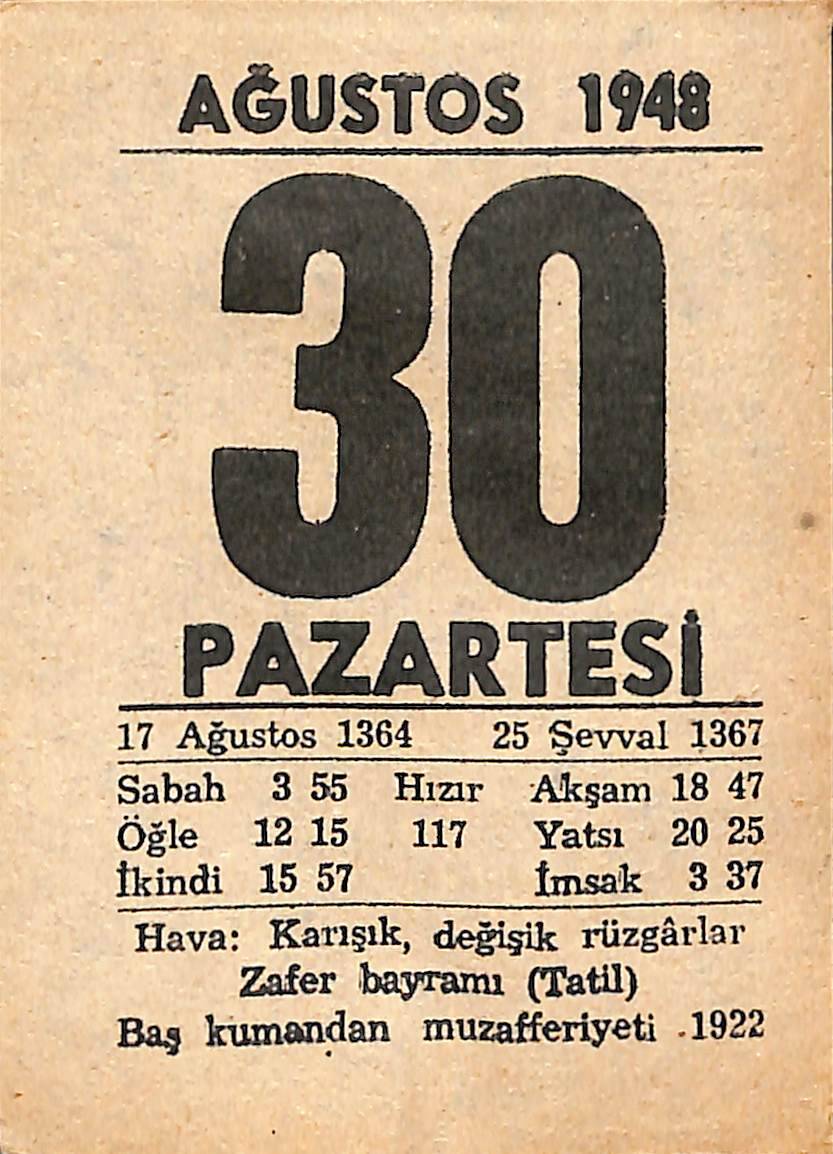 AĞUSTOS 1948
30
PAZARTESİ
17 Ağustos 1364 25 Şevval 1367
Sabah 3 55 Hızır Akşam 18 47
Öğle 12 15 117 Yatsı 20 25
İkindi 15 57 İmsak 3 37
Hava: Karışık, değişik rüzgârlar
Zafer bayramı (Tatil)
Baş kumandan muzafferiyeti .1922